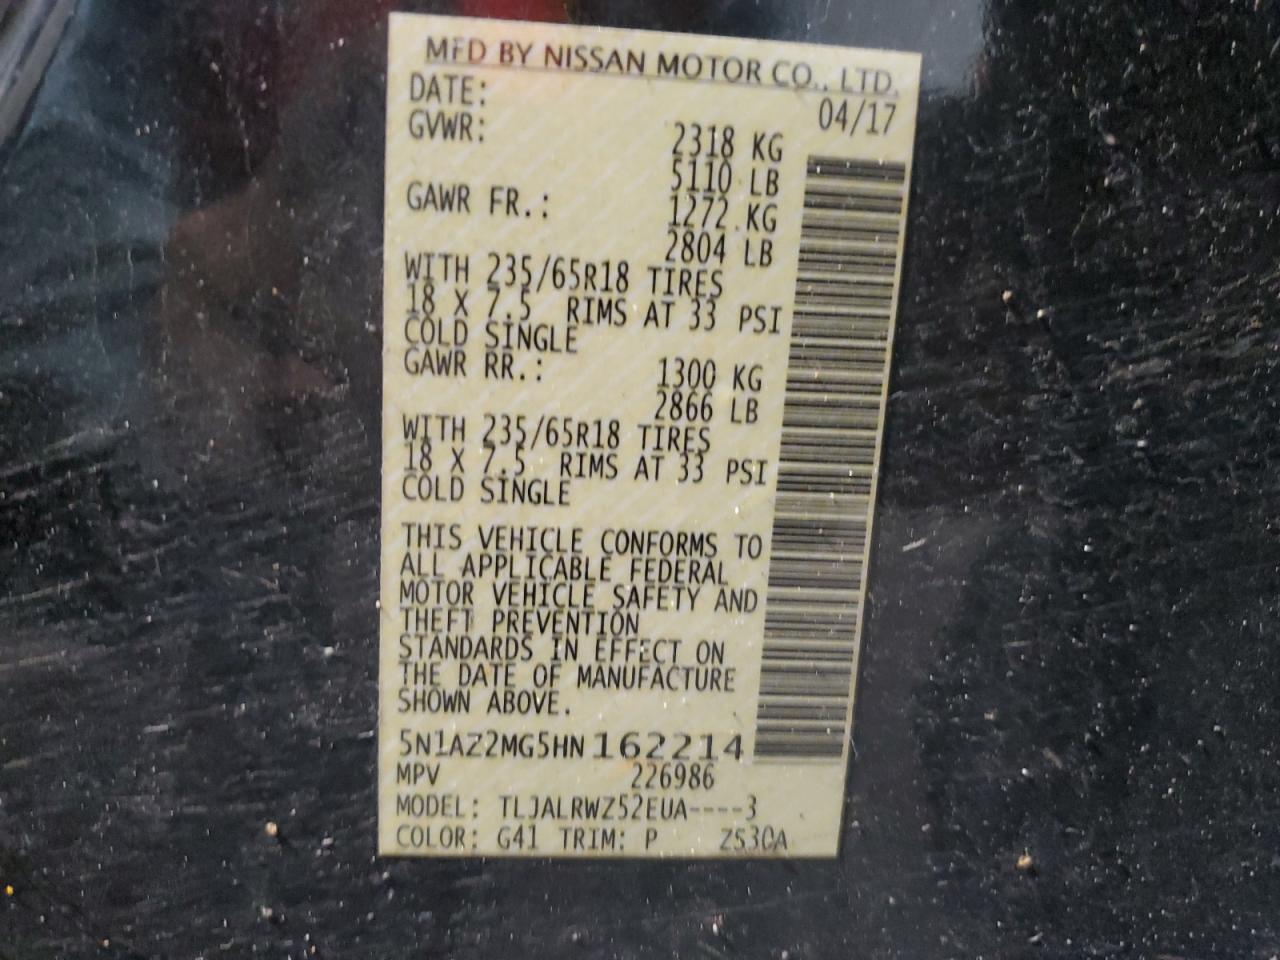 MFD BY NISSAN MOTOR CO., LTD.
DATE: 04/17
GVWR: 2318 KG
5110 LB
GAWR FR.: 1272 KG
2804 LB
WITH 235/65R18 TIRES
18 X 7.5 RIMS AT 33 PSI
COLD SINGLE
GAWR RR.: 1300 KG
2866 LB
WITH 235/65R18 TIRES
18 X 7.5 RIMS AT 33 PSI
COLD SINGLE
THIS VEHICLE CONFORMS TO
ALL APPLICABLE FEDERAL
MOTOR VEHICLE SAFETY AND
THEFT PREVENTION
STANDARDS IN EFFECT ON
THE DATE OF MANUFACTURE
SHOWN ABOVE.
5N1AZ2MG5HN162214
MPV 226986
MODEL: TLJALRWZ52EUA----3
COLOR: G41 TRIM: P ZS30A